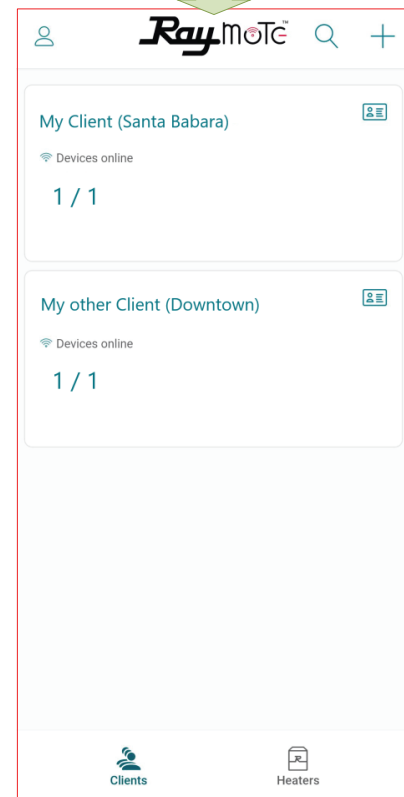 RaymoTe™
My Client (Santa Babara)
Devices online
1 / 1
My other Client (Downtown)
Devices online
1 / 1
Clients
Heaters